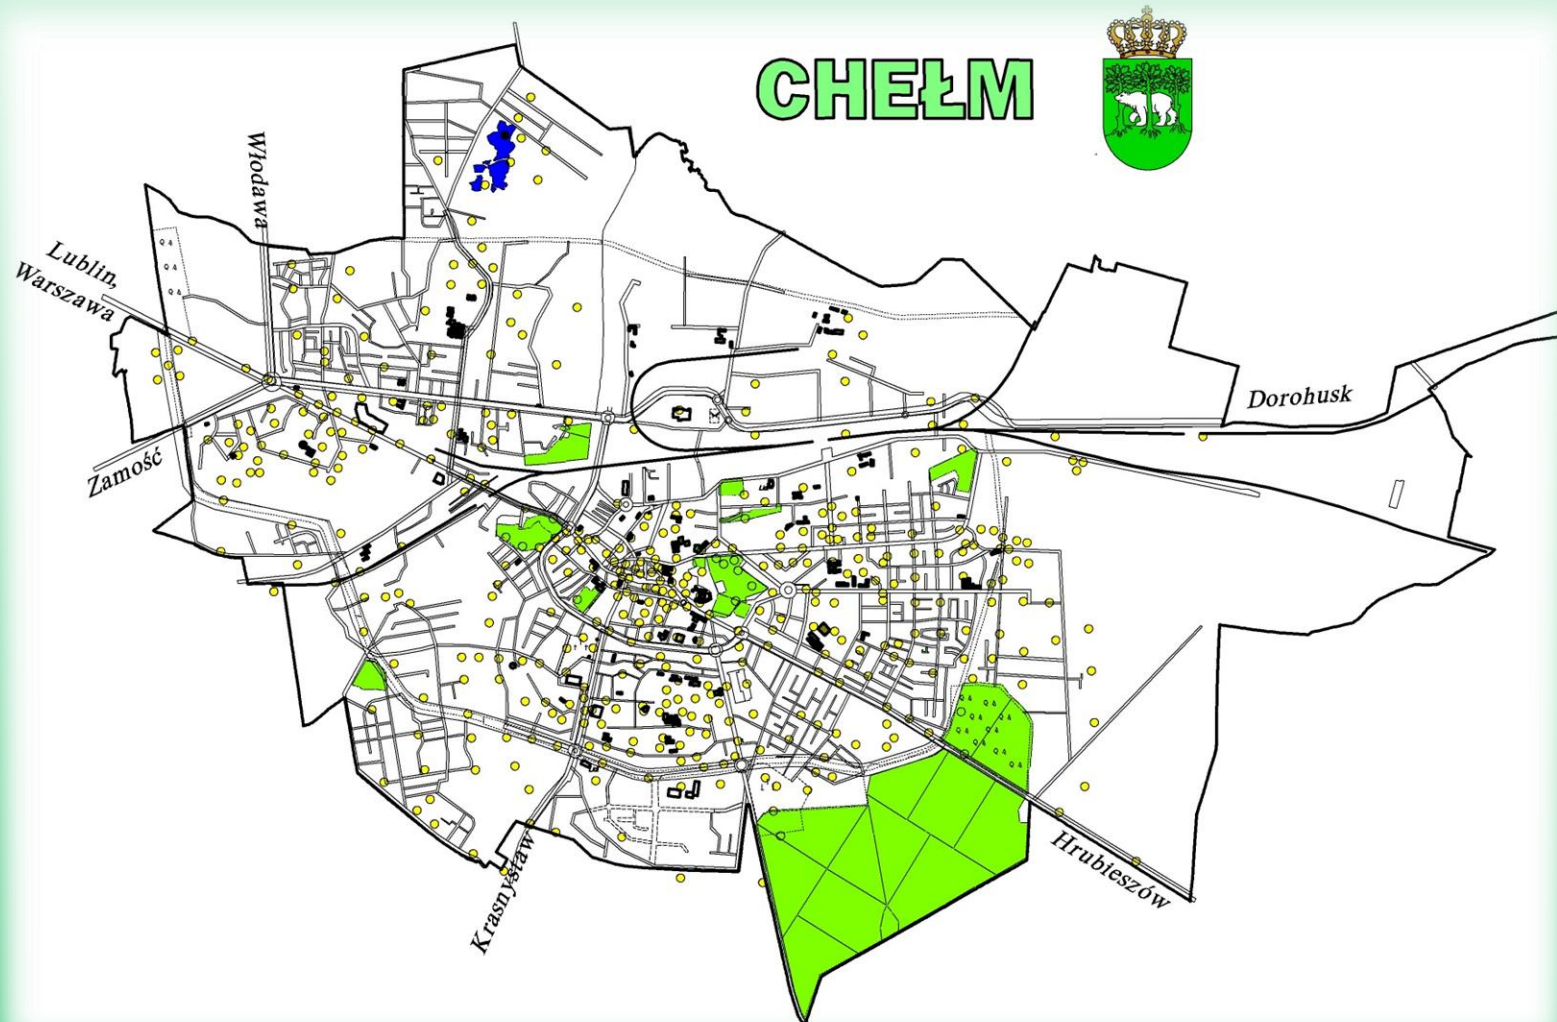 CHEŁM
Włodawa
Lublin,
Warszawa
Dorohusk
Zamość
Hrubieszów
Krasnystaw